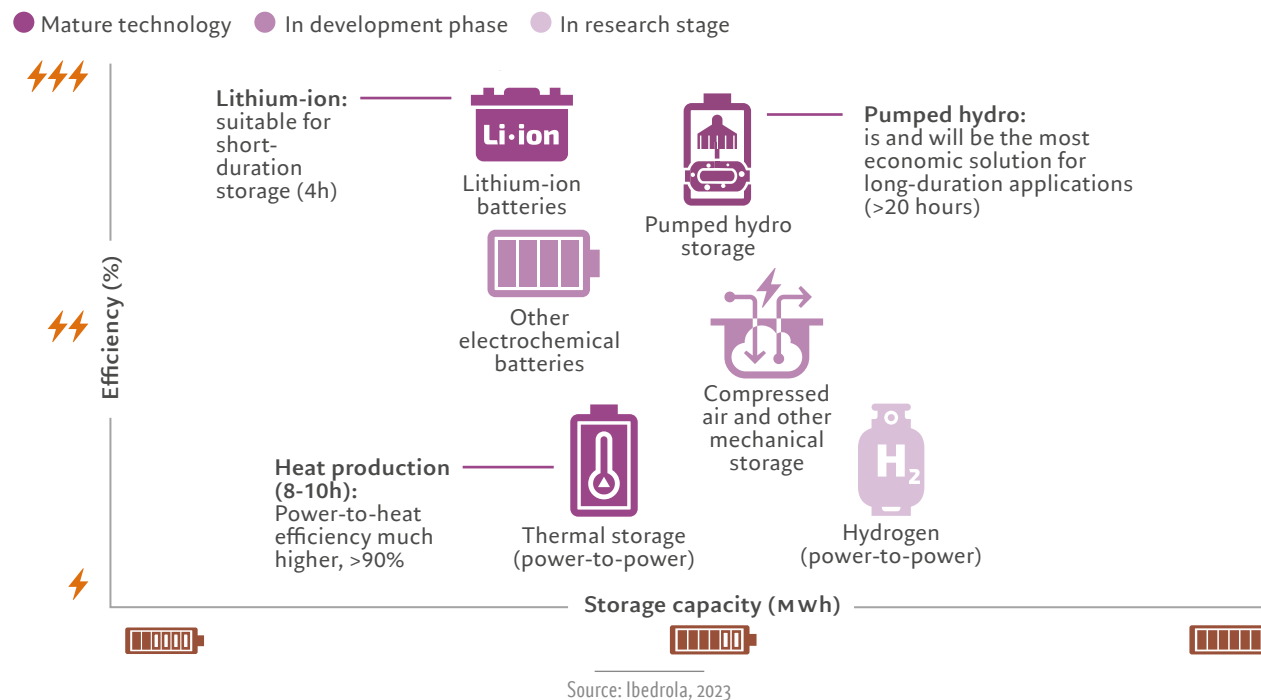 Mature technology
In development phase
In research stage
Lithium-ion:
suitable for
short-
duration
storage (4h)
Li·ion
Lithium-ion
batteries
Pumped hydro
storage
Pumped hydro:
is and will be the most
economic solution for
long-duration applications
(>20 hours)
Efficiency (%)
Other
electrochemical
batteries
Compressed
air and other
mechanical
storage
Heat production
(8-10h):
Power-to-heat
efficiency much
higher, >90%
Thermal storage
(power-to-power)
H2
Hydrogen
(power-to-power)
Storage capacity (MWh)
Source: Ibedrola, 2023